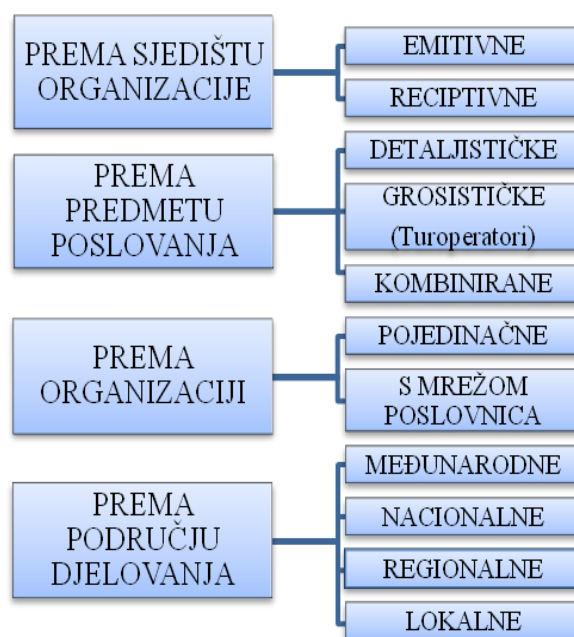 PREMA SJEDIŠTU
ORGANIZACIJE
EMITIVNE
RECIPTIVNE
PREMA
PREDMETU
POSLOVANJA
DETALJISTIČKE
GROSISTIČKE
(Turoperatori)
KOMBINIRANE
PREMA
ORGANIZACIJI
POJEDINAČNE
S MREŽOM
POSLOVNICA
PREMA
PODRUČJU
DJELOVANJA
MEĐUNARODNE
NACIONALNE
REGIONALNE
LOKALNE